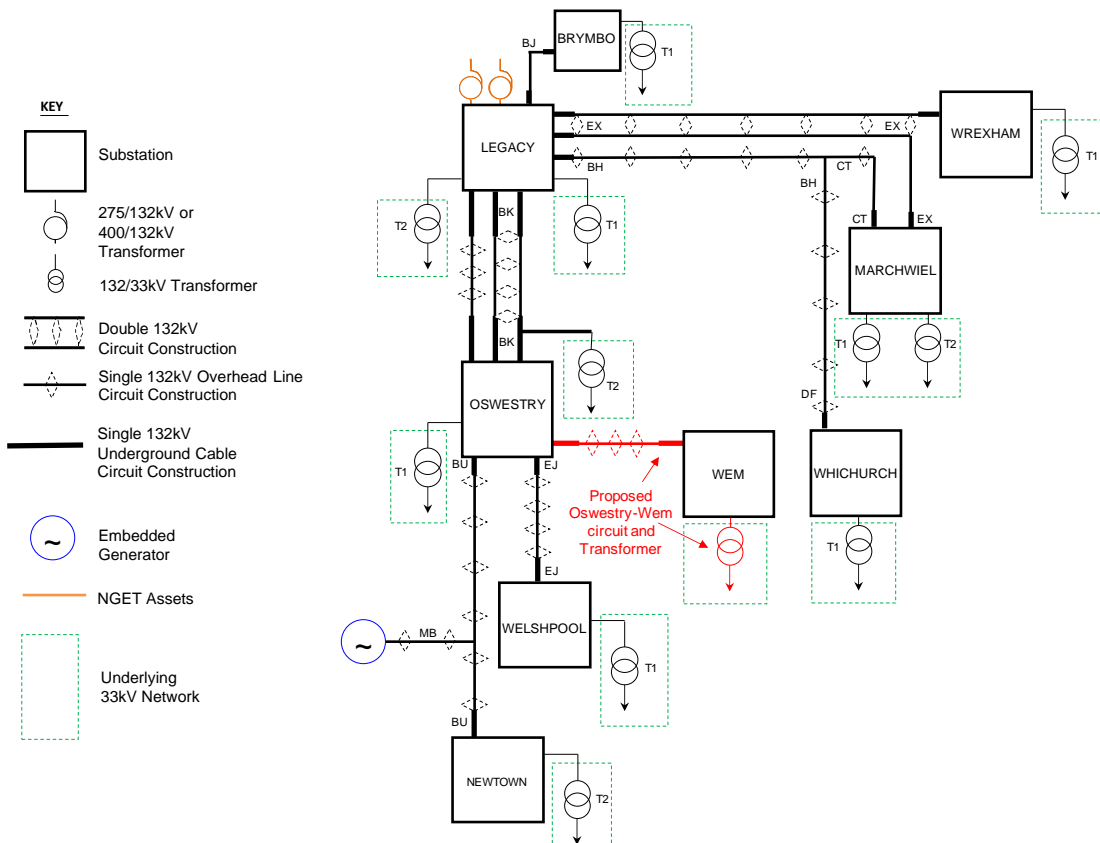 KEY
Substation
275/132kV or
400/132kV
Transformer
132/33kV Transformer
Double 132kV
Circuit Construction
Single 132kV Overhead Line
Circuit Construction
Single 132kV
Underground Cable
Circuit Construction
~
Embedded
Generator
NGET Assets
Underlying
33kV Network
BRYMBO
BJ
T1
LEGACY
EX
EX
BH
CT
WREXHAM
T1
T2
BK
T1
BH
CT
EX
MARCHWIEL
T1
T2
BK
T2
OSWESTRY
T1
BU
EJ
DF
WEM
WHICHURCH
Proposed
Oswestry-Wem
circuit and
Transformer
T1
EJ
WELSHPOOL
T1
~
MB
BU
NEWTOWN
T2